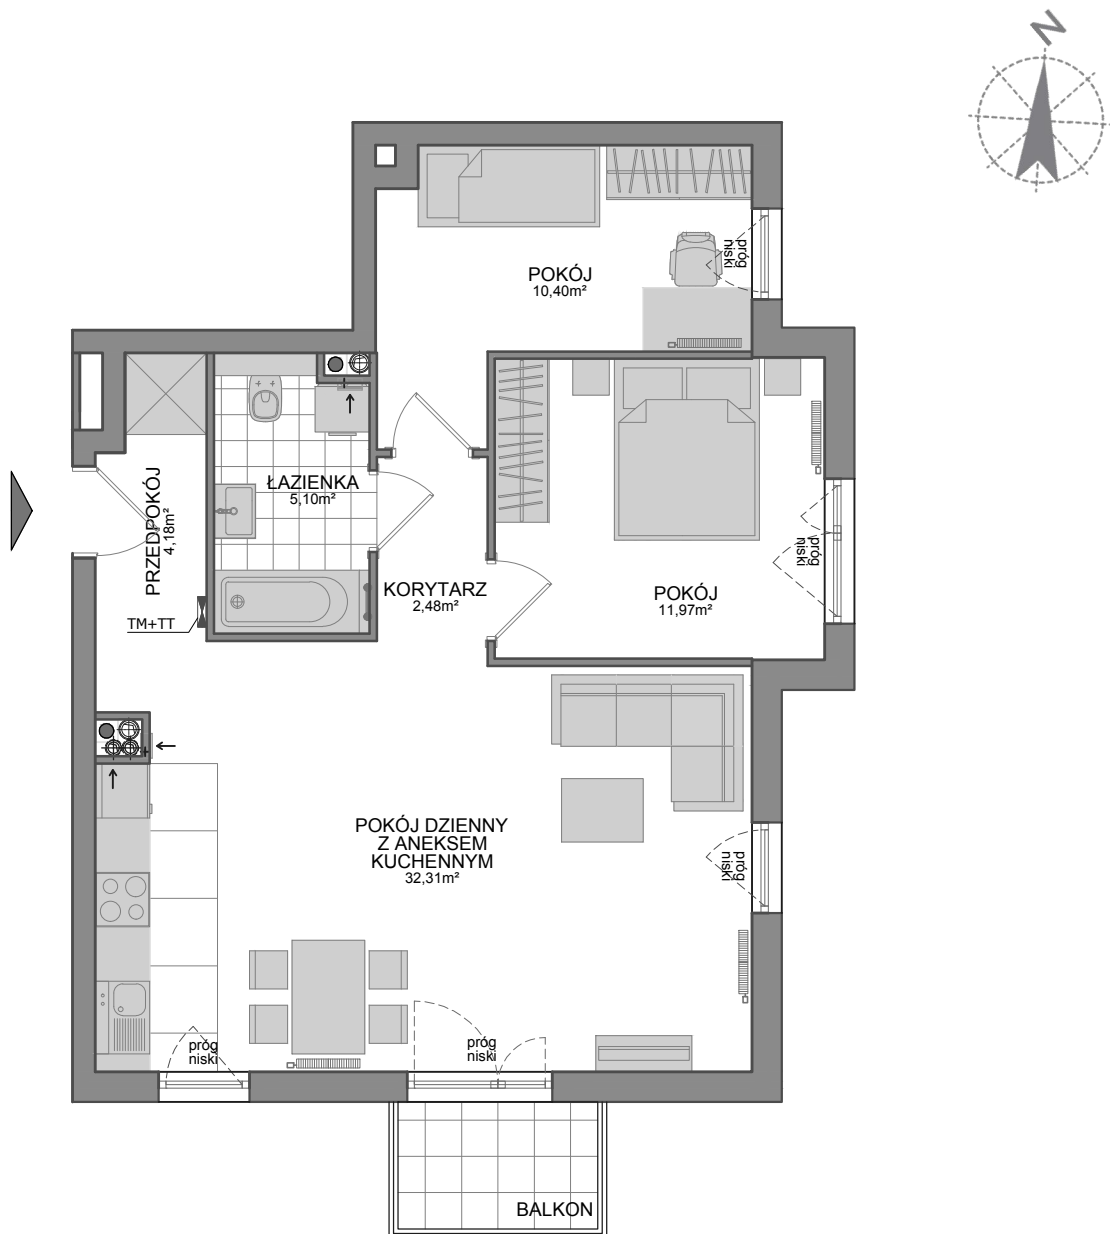 N
POKÓJ
10,40m²
próg
niski
ŁAZIENKA
5,10m²
PRZEDPOKÓJ
4,18m²
TM+TT
KORYTARZ
2,48m²
POKÓJ
11,97m²
próg
niski
POKÓJ DZIENNY
Z ANEKSEM
KUCHENNYM
32,31m²
próg
niski
próg
niski
próg
niski
BALKON